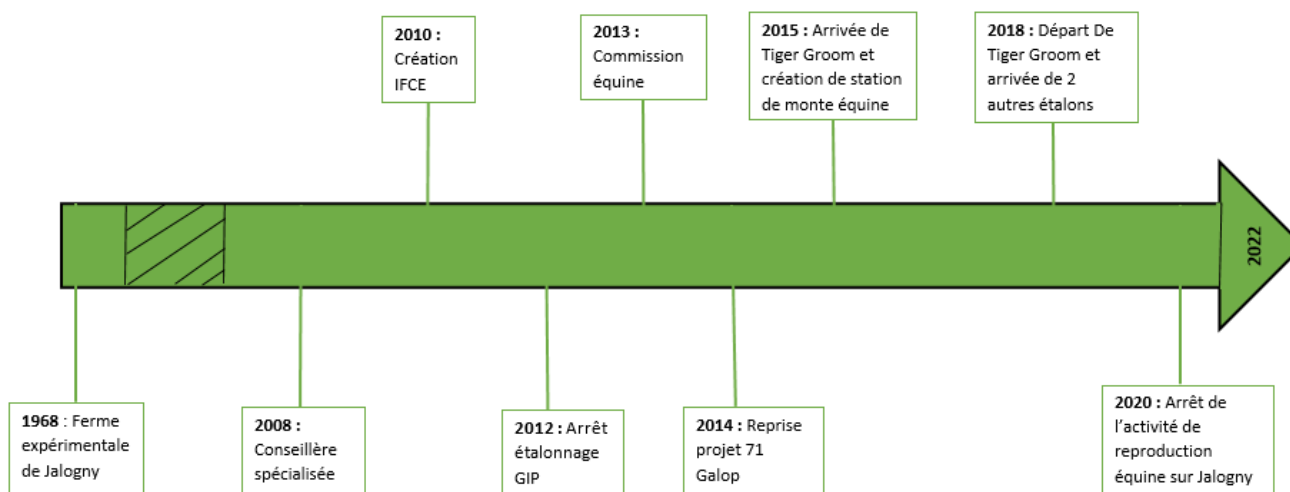 2010 :
Création
IFCE
2013 :
Commission
équine
2015 : Arrivée de
Tiger Groom et
création de station
de monte équine
2018 : Départ De
Tiger Groom et
arrivée de 2
autres étalons
2022
1968 : Ferme
expérimentale
de Jalogny
2008 :
Conseillère
spécialisée
2012 : Arrêt
étalonnage
GIP
2014 : Reprise
projet 71
Galop
2020 : Arrêt de
l’activité de
reproduction
équine sur Jalogny